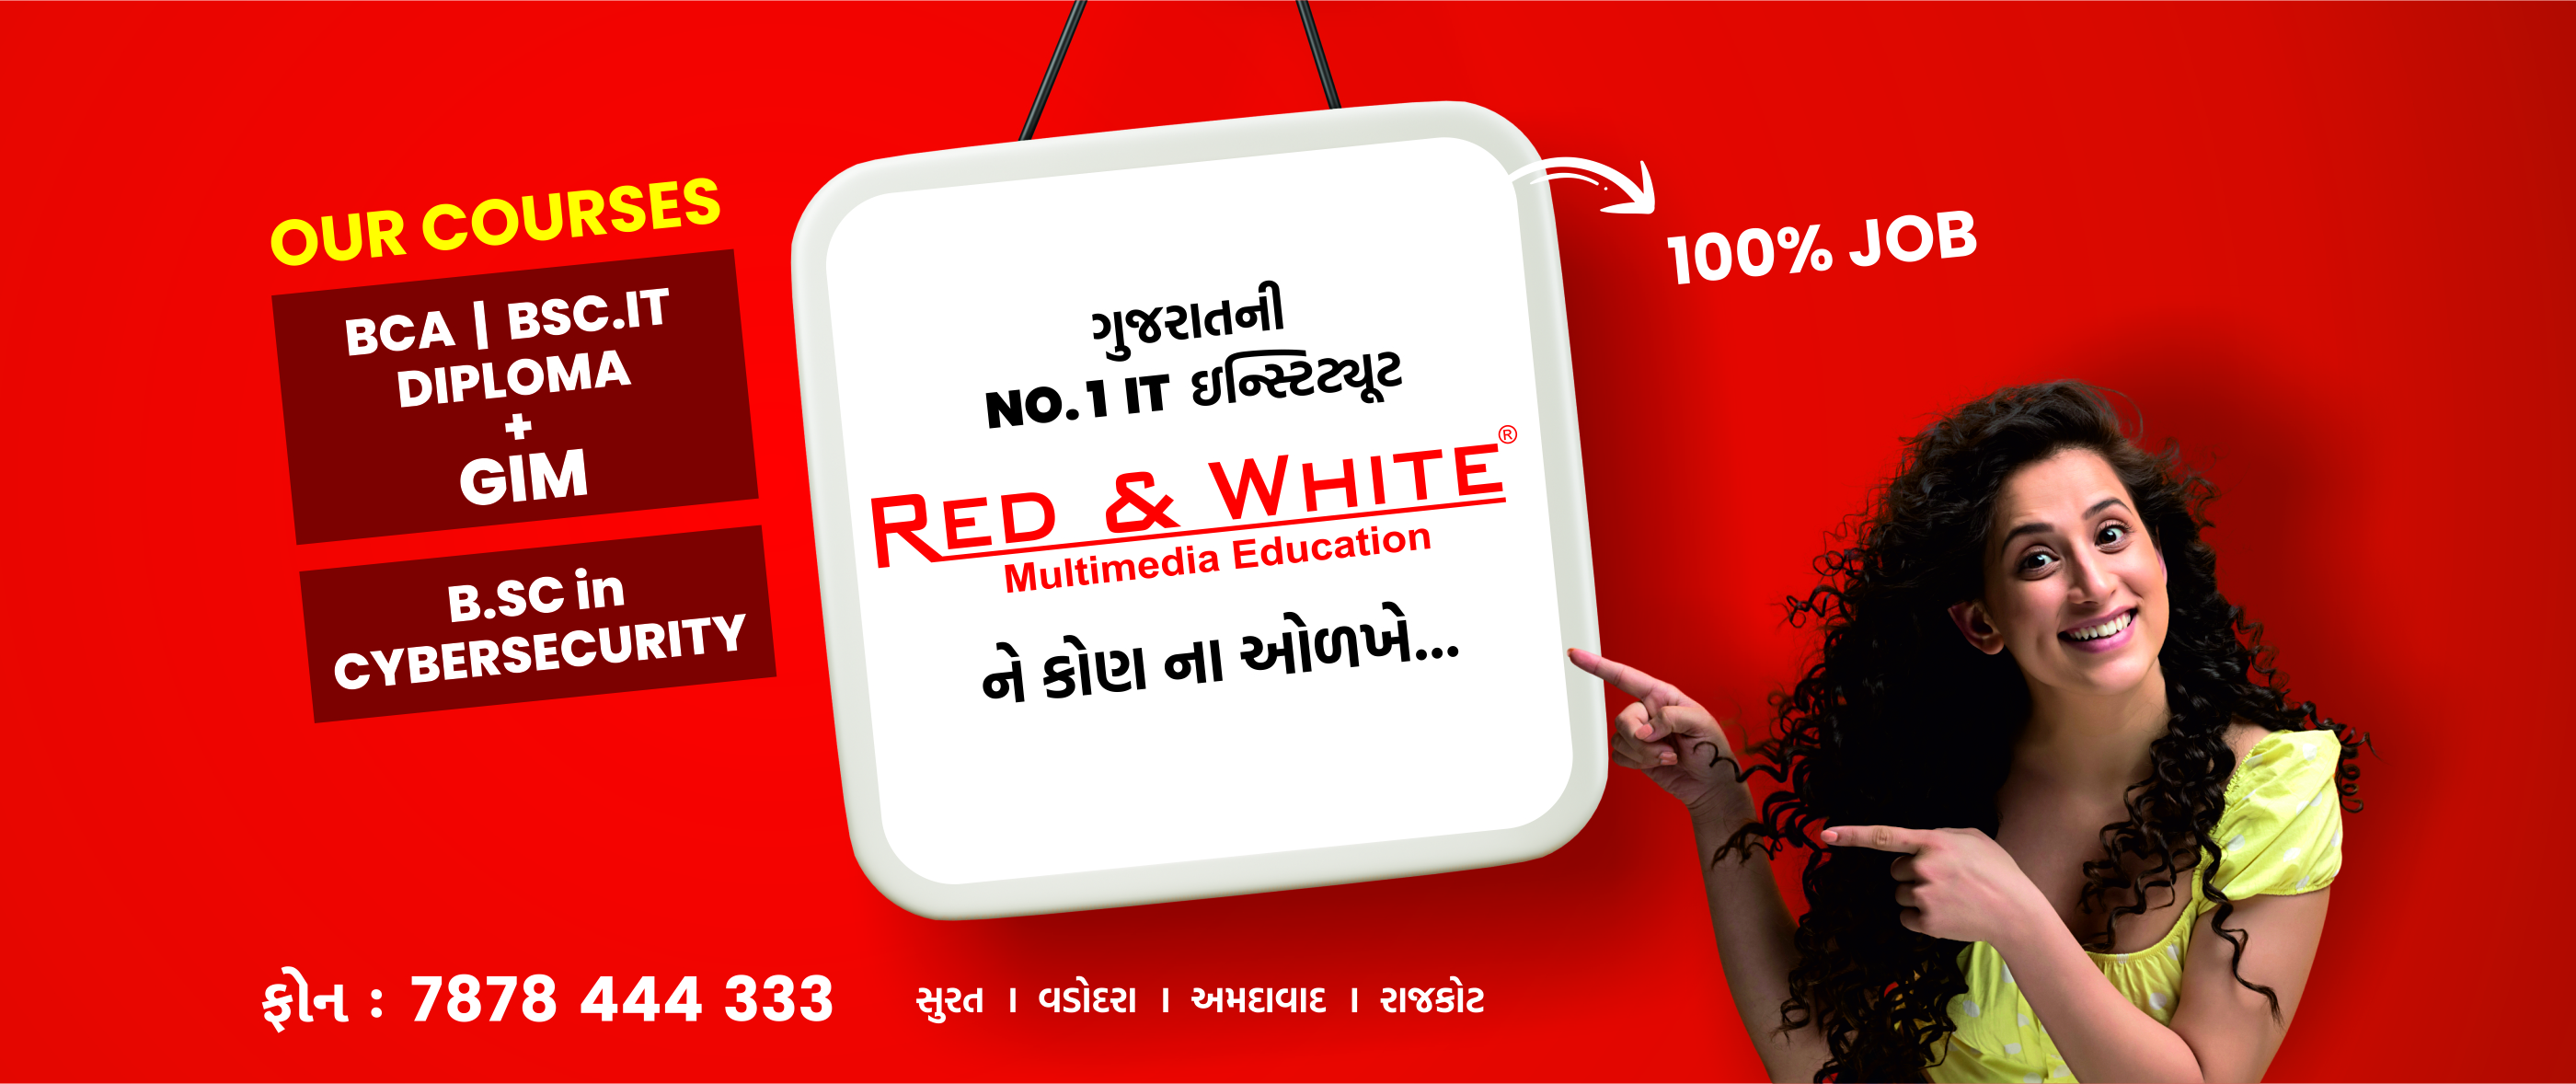 OUR COURSES
BCA | BSC.IT
DIPLOMA
+
GIM
B.SC in
CYBERSECURITY
ગુજરાતની
NO. 1 IT ઇન્સ્ટિટ્યૂટ
RED & WHITE®
Multimedia Education
ને કોણ ના ઓળખે...
100% JOB
ફોન : 7878 444 333
સુરત । વડોદરા । અમદાવાદ । રાજકોટ